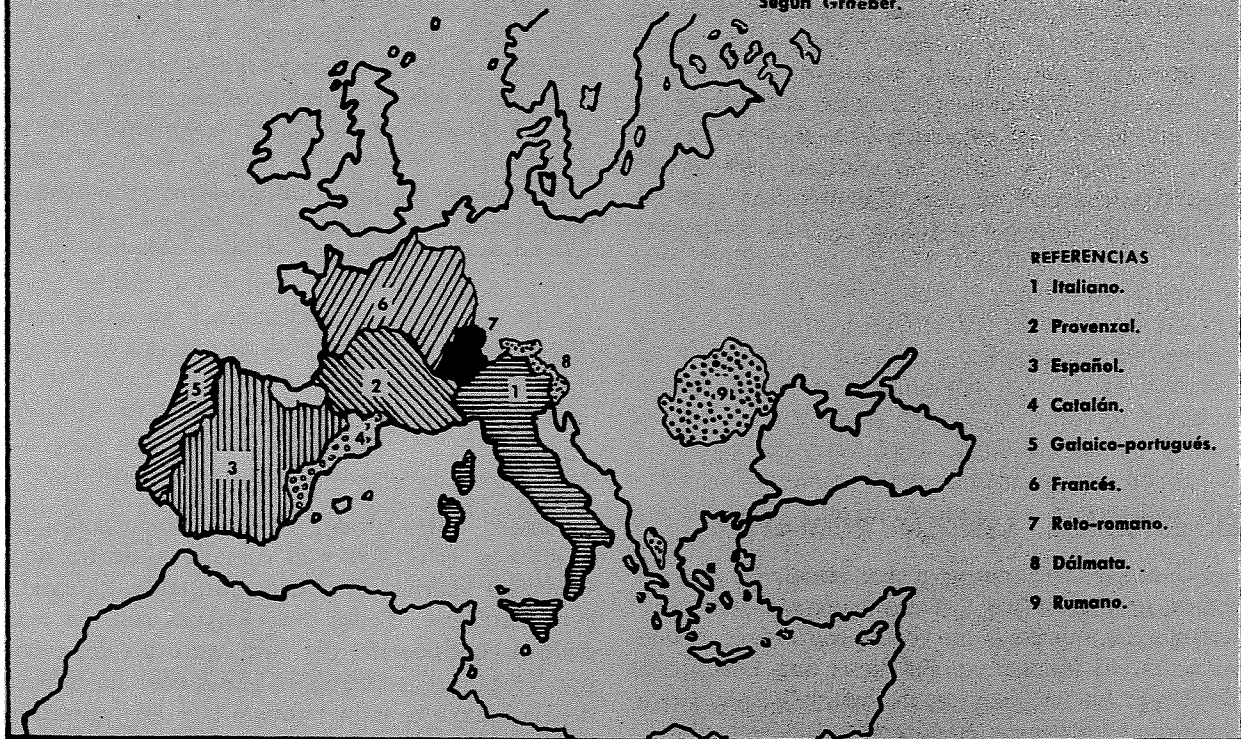 Según Graeber.
6
7
8
5
2
1
9
4
3
REFERENCIAS
1 Italiano.
2 Provenzal.
3 Español.
4 Catalán.
5 Galaico-portugués.
6 Francés.
7 Reto-romano.
8 Dálmata.
9 Rumano.